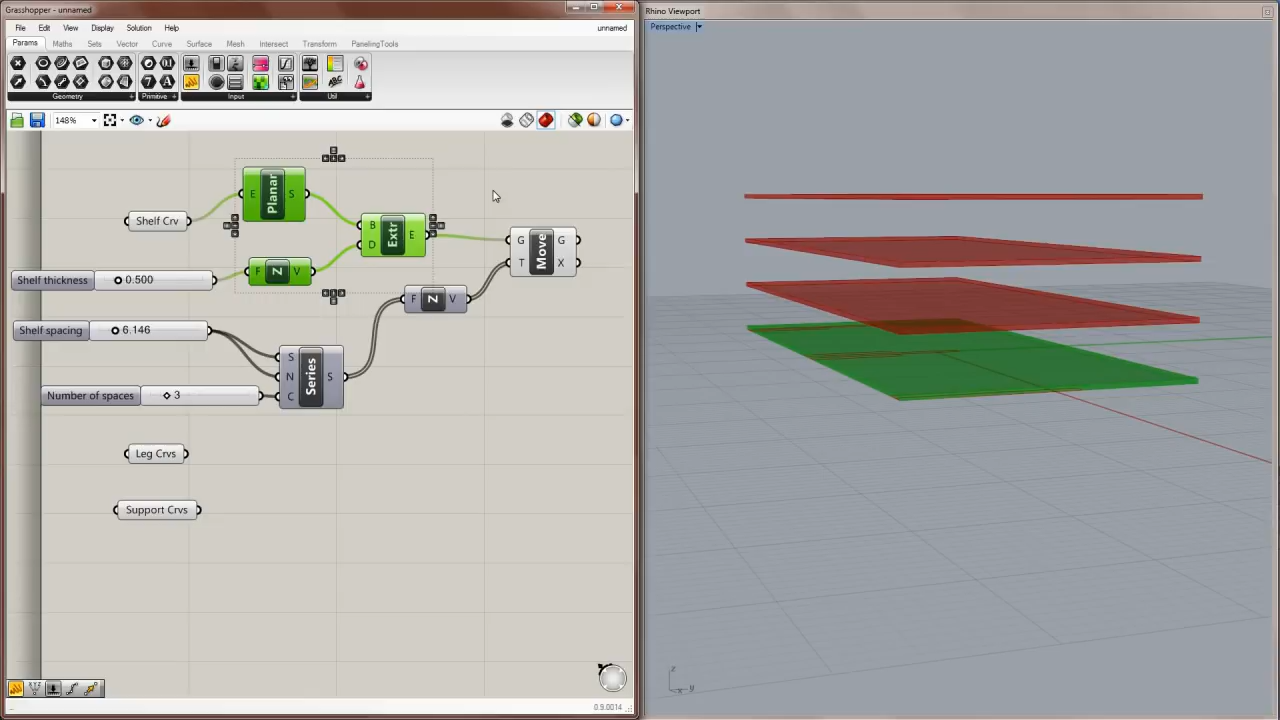 Grasshopper - unnamed
Rhino Viewport
File Edit View Display Solution Help
unnamed
Perspective
Params Maths Sets Vector Curve Surface Mesh Intersect Transform PanelingTools
Geometry
Primitive
Input
Util
148%
E Planar S
Shelf Crv
B
D Extr E
Shelf thickness 0.500
F Z V
G Move G
T X
F Z V
Shelf spacing 6.146
S
N Series S
C
Number of spaces 3
Leg Crvs
Support Crvs
0.9.0014
z
x y